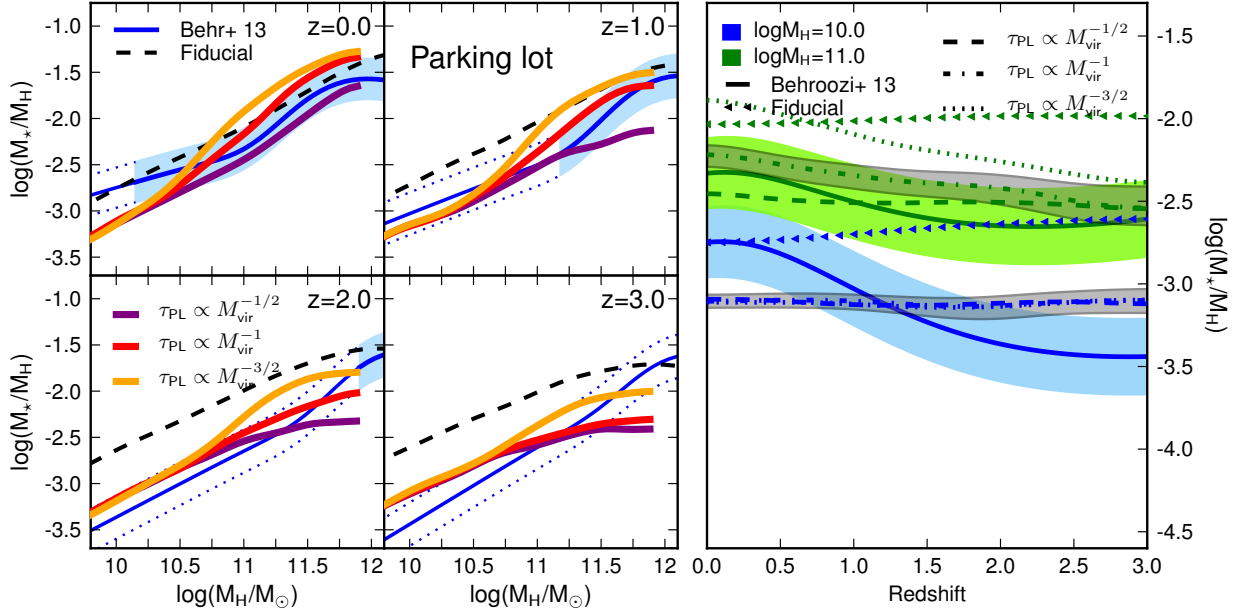 Behr+ 13
Fiducial
z=0.0
-1.0
-1.5
-2.0
-2.5
-3.0
-3.5
log(M⋆/M_H)
z=1.0
Parking lot
z=2.0
τ_PL ∝ M_vir^{-1/2}
τ_PL ∝ M_vir^{-1}
τ_PL ∝ M_vir^{-3/2}
-1.0
-1.5
-2.0
-2.5
-3.0
-3.5
log(M⋆/M_H)
10 10.5 11 11.5 12
log(M_H/M_⊙)
z=3.0
10 10.5 11 11.5 12
log(M_H/M_⊙)
logM_H=10.0
logM_H=11.0
Behroozi+ 13
Fiducial
τ_PL ∝ M_vir^{-1/2}
τ_PL ∝ M_vir^{-1}
τ_PL ∝ M_vir^{-3/2}
-1.5
-2.0
-2.5
-3.0
-3.5
-4.0
-4.5
log(M⋆/M_H)
0.0 0.5 1.0 1.5 2.0 2.5 3.0
Redshift